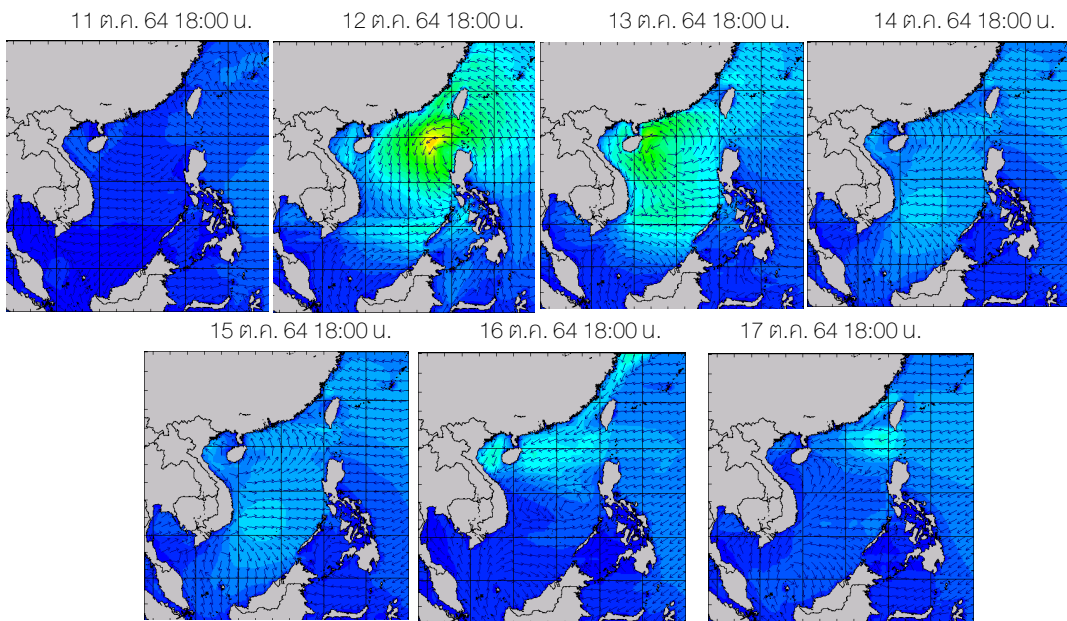 11 ต.ค. 64 18:00 น.
12 ต.ค. 64 18:00 น.
13 ต.ค. 64 18:00 น.
14 ต.ค. 64 18:00 น.
15 ต.ค. 64 18:00 น.
16 ต.ค. 64 18:00 น.
17 ต.ค. 64 18:00 น.